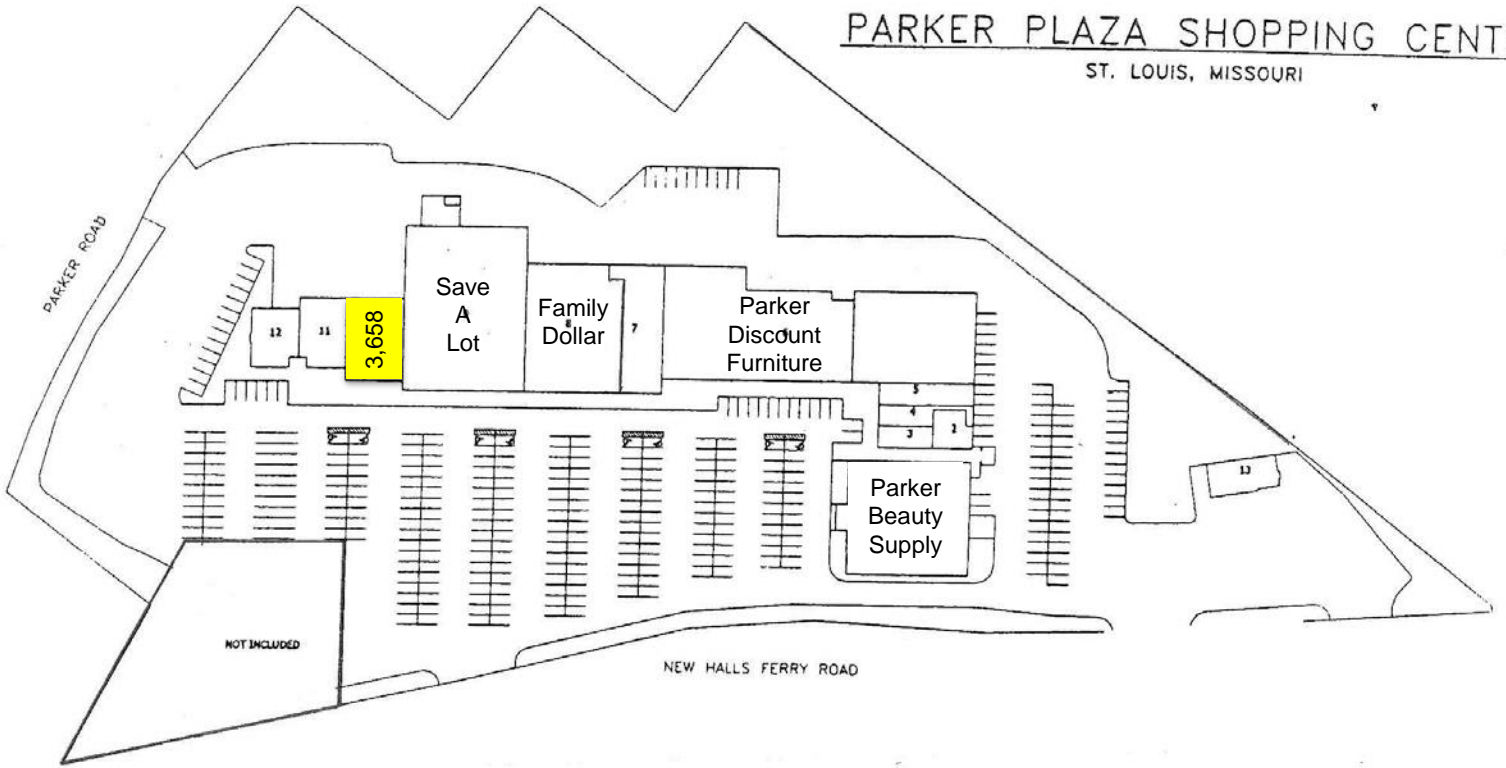 PARKER PLAZA SHOPPING CENT
ST. LOUIS, MISSOURI
PARKER ROAD
12
11
3,658
Save
A
Lot
Family
Dollar
7
Parker
Discount
Furniture
5
4
3
2
Parker
Beauty
Supply
13
NOT INCLUDED
NEW HALLS FERRY ROAD